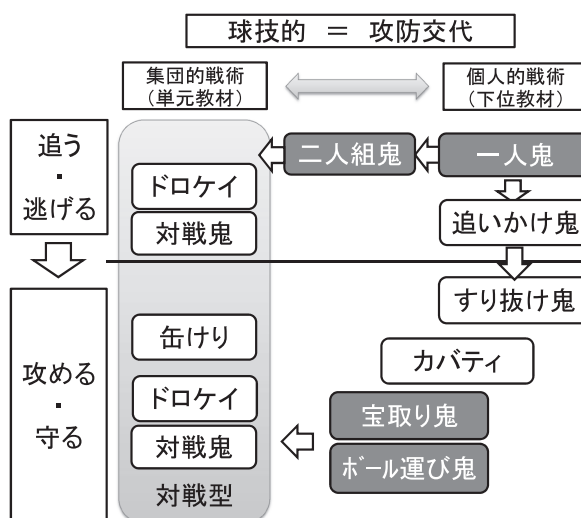 球技的 = 攻防交代
集団的戦術
(単元教材)
個人的戦術
(下位教材)
追う
・
逃げる
二人組鬼
一人鬼
ドロケイ
対戦鬼
追いかけ鬼
すり抜け鬼
攻める
・
守る
缶けり
カバティ
ドロケイ
対戦鬼
宝取り鬼
ボール運び鬼
対戦型